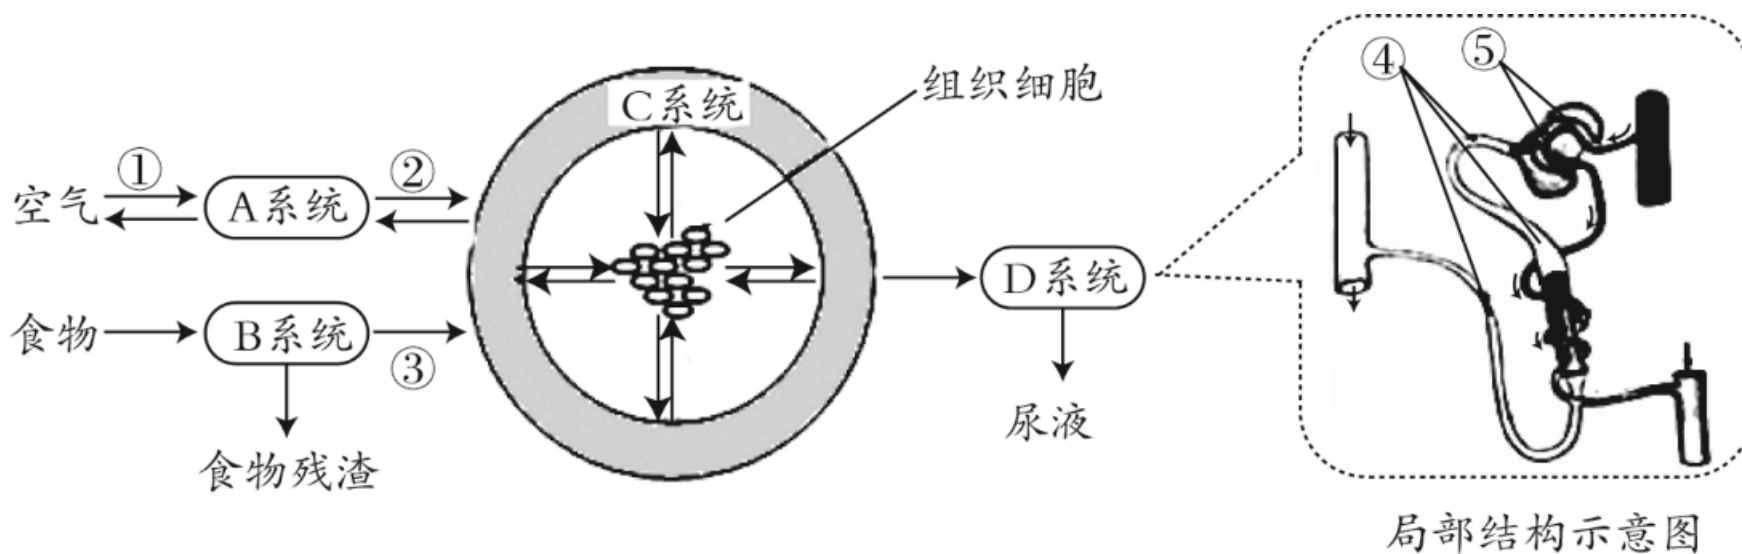 C系统
组织细胞
④
⑤
①
空气
A系统
②
食物
B系统
③
D系统
尿液
食物残渣
局部结构示意图